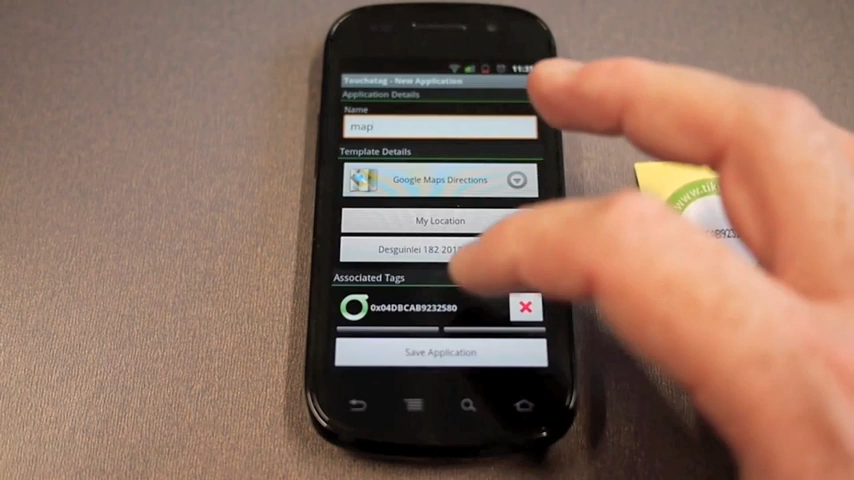 Touchatag - New Application
Application Details
Name
map
Template Details
Google Maps Directions
My Location
Desguinlei 182 201
Associated Tags
0x04DBCAB9232580
Save Application
www.tik